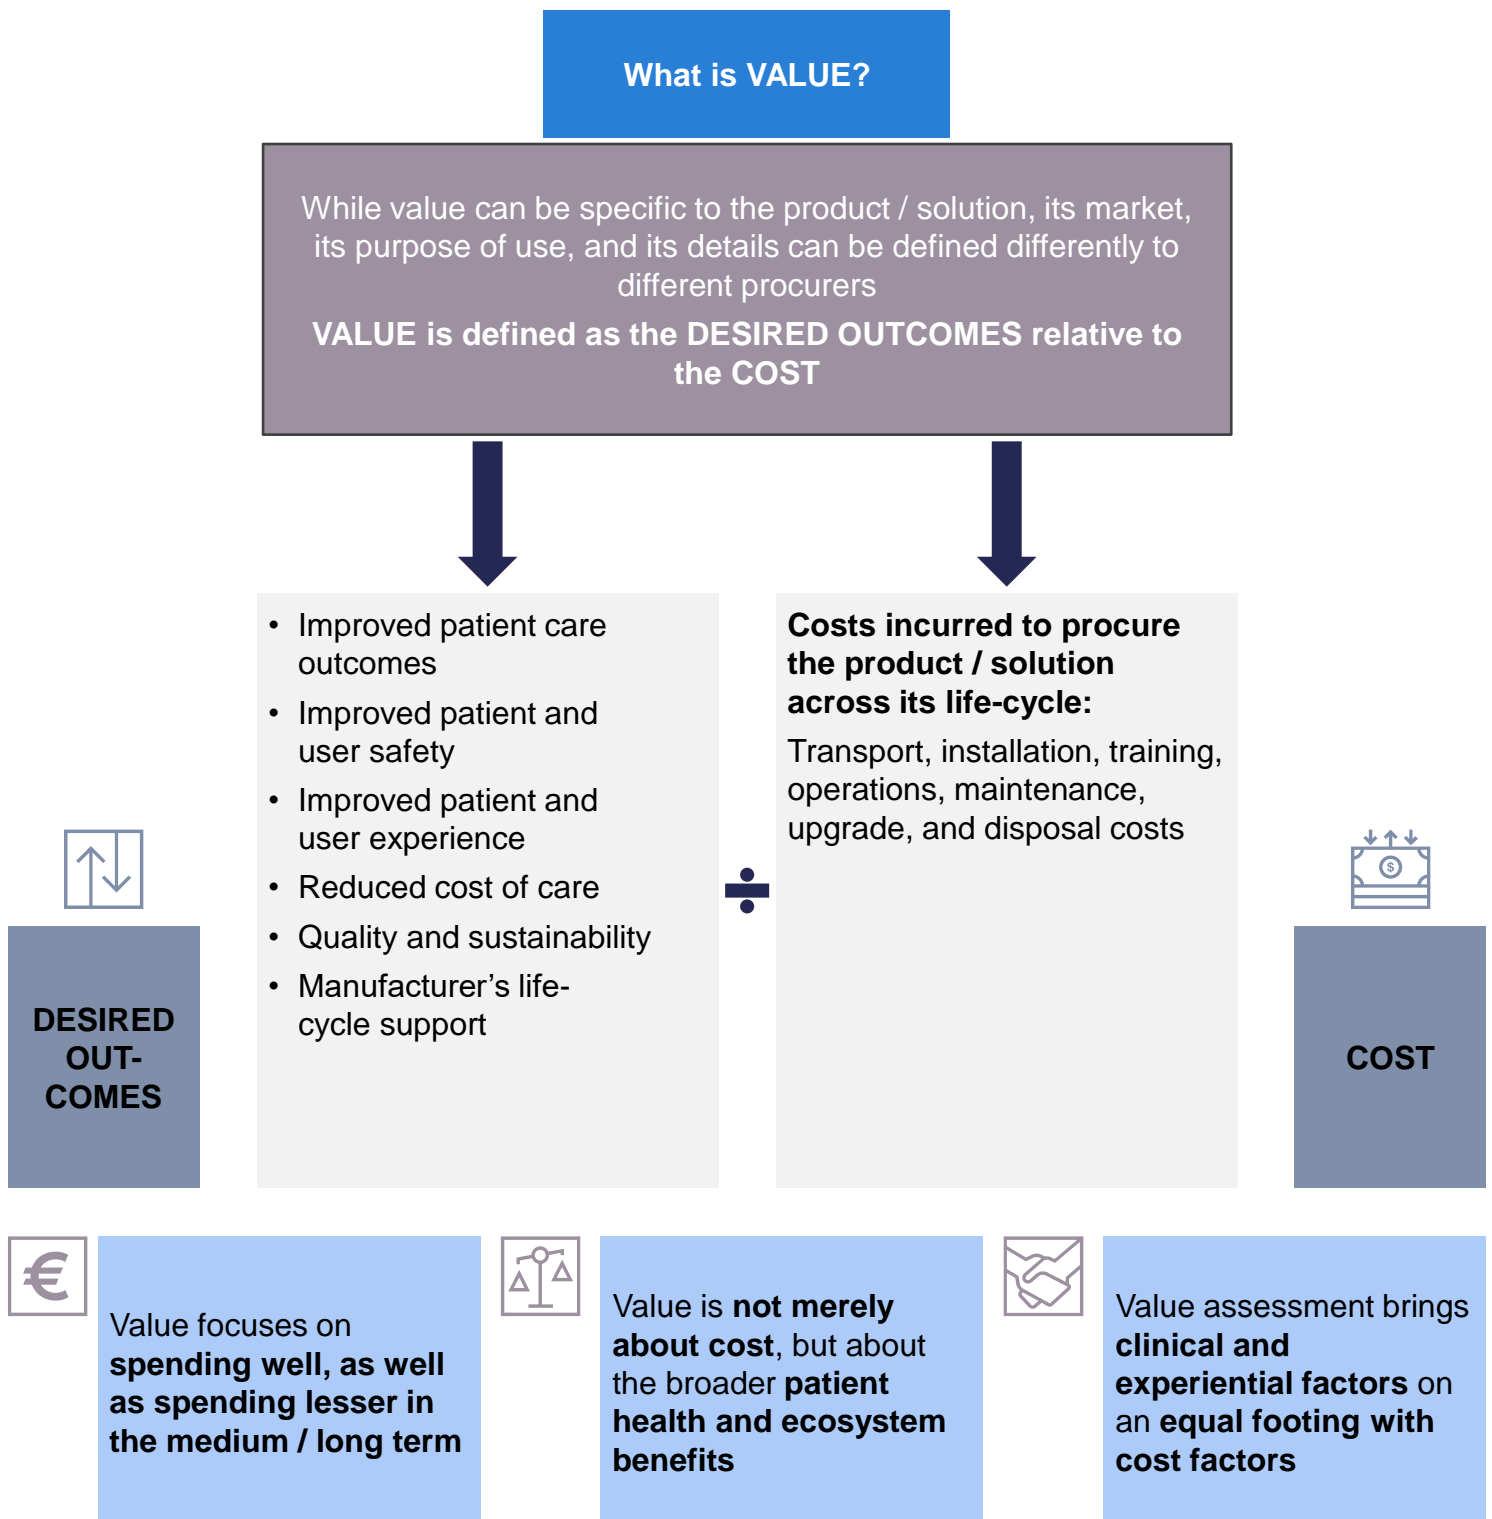 What is VALUE?
While value can be specific to the product / solution, its market,
its purpose of use, and its details can be defined differently to
different procurers
VALUE is defined as the DESIRED OUTCOMES relative to
the COST
• Improved patient care
outcomes
• Improved patient and
user safety
• Improved patient and
user experience
• Reduced cost of care
• Quality and sustainability
• Manufacturer’s life-
cycle support
÷
Costs incurred to procure
the product / solution
across its life-cycle:
Transport, installation, training,
operations, maintenance,
upgrade, and disposal costs
DESIRED
OUT-
COMES
$
COST
€
Value focuses on
spending well, as well
as spending lesser in
the medium / long term
Value is not merely
about cost, but about
the broader patient
health and ecosystem
benefits
Value assessment brings
clinical and
experiential factors on
an equal footing with
cost factors